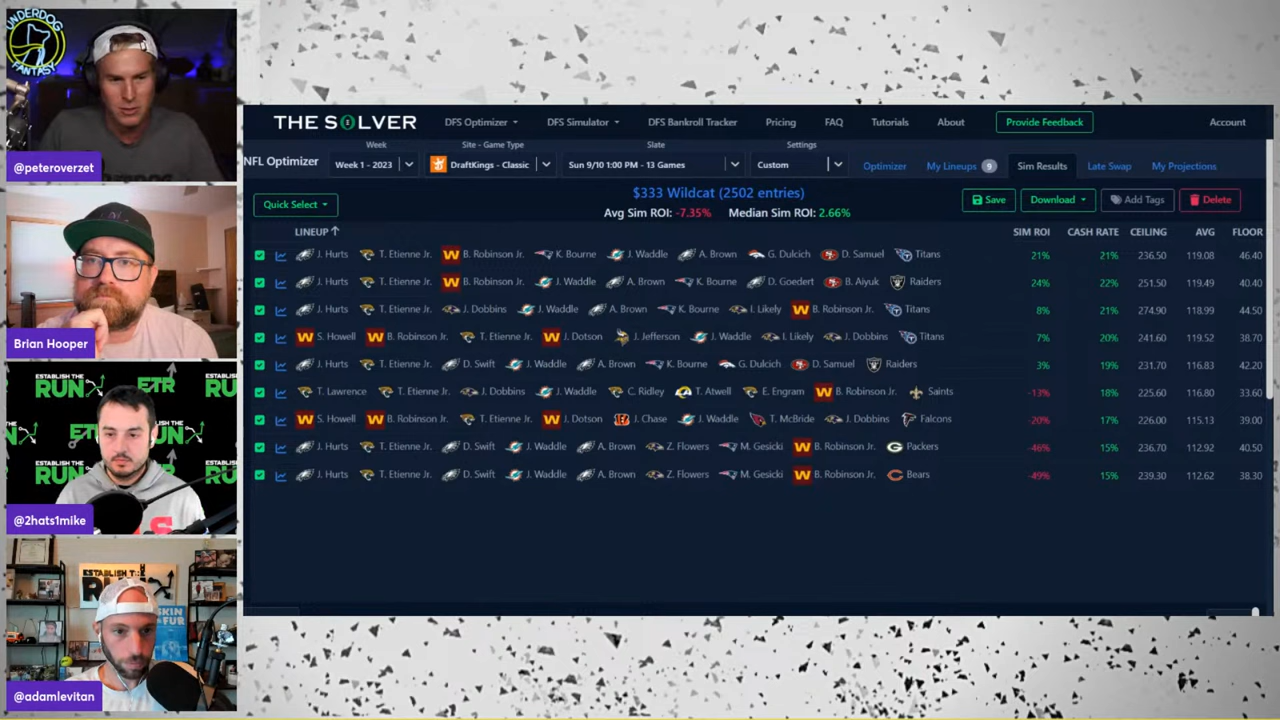 UNDERDOG
FANTASY
@peteroverzet
Brian Hooper
ESTABLISH THE
RUN
ETR
@2hats1mike
ESTABLISH THE
RUN
SKIN
FUR
@adamlevitan
THE SOLVER
DFS Optimizer
DFS Simulator
DFS Bankroll Tracker
Pricing
FAQ
Tutorials
About
Provide Feedback
Account
NFL Optimizer
Week
Week 1 - 2023
Site - Game Type
DraftKings - Classic
Slate
Sun 9/10 1:00 PM - 13 Games
Settings
Custom
Optimizer
My Lineups 9
Sim Results
Late Swap
My Projections
Quick Select
$333 Wildcat (2502 entries)
Avg Sim ROI: -7.35% Median Sim ROI: 2.66%
Save
Download
Add Tags
Delete
LINEUP SIM ROI CASH RATE CEILING AVG FLOOR
J. Hurts T. Etienne Jr. B. Robinson Jr. K. Bourne J. Waddle A. Brown G. Dulcich D. Samuel Titans 21% 21% 236.50 119.08 46.40
J. Hurts T. Etienne Jr. B. Robinson Jr. J. Waddle A. Brown K. Bourne D. Goedert B. Aiyuk Raiders 24% 22% 251.50 119.49 40.40
J. Hurts T. Etienne Jr. J. Dobbins J. Waddle A. Brown K. Bourne I. Likely B. Robinson Jr. Titans 8% 21% 274.90 118.99 44.50
S. Howell B. Robinson Jr. T. Etienne Jr. J. Dotson J. Jefferson J. Waddle I. Likely J. Dobbins Titans 7% 20% 241.60 119.52 38.70
J. Hurts T. Etienne Jr. D. Swift J. Waddle A. Brown K. Bourne G. Dulcich D. Samuel Raiders 3% 19% 231.70 116.83 42.20
T. Lawrence T. Etienne Jr. J. Dobbins J. Waddle C. Ridley T. Atwell E. Engram B. Robinson Jr. Saints -13% 18% 225.60 116.80 33.60
S. Howell B. Robinson Jr. T. Etienne Jr. J. Dotson J. Chase J. Waddle T. McBride J. Dobbins Falcons -20% 17% 226.00 115.13 39.00
J. Hurts T. Etienne Jr. D. Swift J. Waddle A. Brown Z. Flowers M. Gesicki B. Robinson Jr. Packers -46% 15% 236.70 112.92 40.50
J. Hurts T. Etienne Jr. D. Swift J. Waddle A. Brown Z. Flowers M. Gesicki B. Robinson Jr. Bears -49% 15% 239.30 112.62 38.30